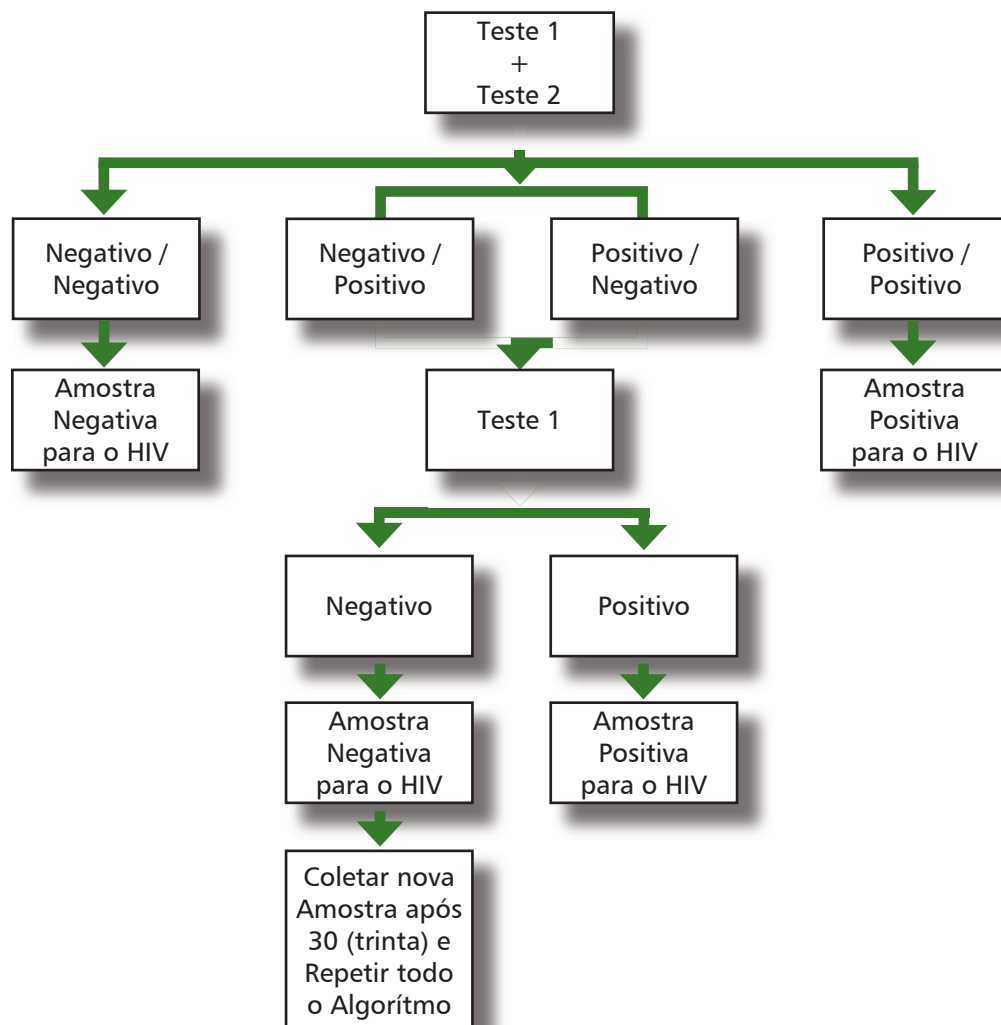 Teste 1
+
Teste 2
Negativo /
Negativo
Negativo /
Positivo
Positivo /
Negativo
Positivo /
Positivo
Amostra
Negativa
para o HIV
Teste 1
Amostra
Positiva
para o HIV
Negativo
Positivo
Amostra
Negativa
para o HIV
Amostra
Positiva
para o HIV
Coletar nova
Amostra após
30 (trinta) e
Repetir todo
o Algorítmo